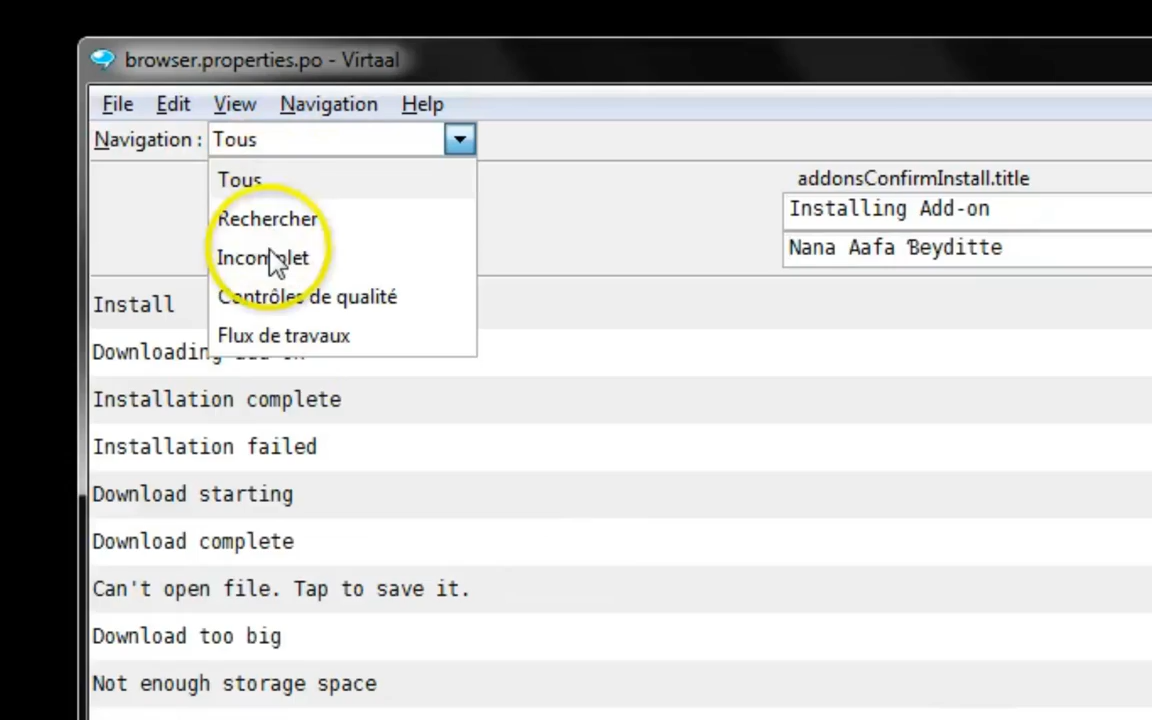 browser.properties.po - Virtaal
File Edit View Navigation Help
Navigation : Tous
Tous
Rechercher
Incomplet
Contrôles de qualité
Flux de travaux
addonsConfirmInstall.title
Installing Add-on
Nana Aafa Ɓeyditte
Install
Downloading
Installation complete
Installation failed
Download starting
Download complete
Can't open file. Tap to save it.
Download too big
Not enough storage space